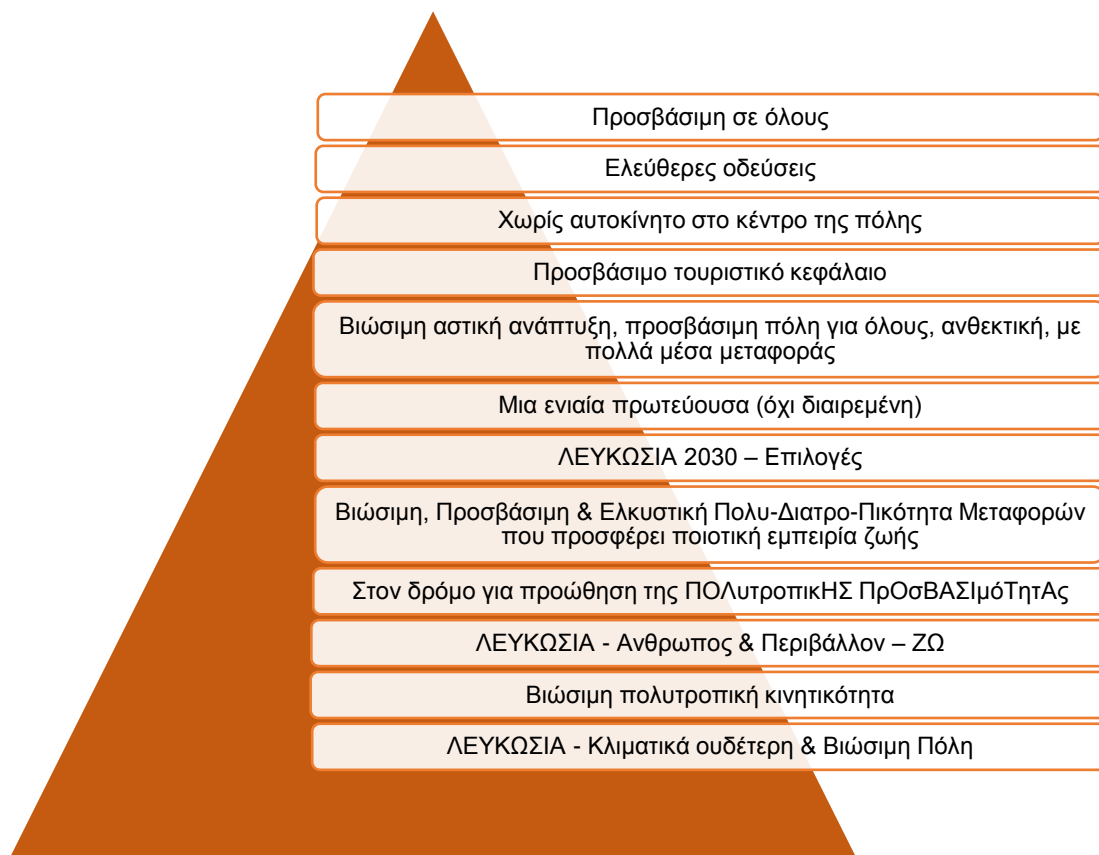 Προσβάσιμη σε όλους
Ελεύθερες οδεύσεις
Χωρίς αυτοκίνητο στο κέντρο της πόλης
Προσβάσιμο τουριστικό κεφάλαιο
Βιώσιμη αστική ανάπτυξη, προσβάσιμη πόλη για όλους, ανθεκτική, με
πολλά μέσα μεταφοράς
Μια ενιαία πρωτεύουσα (όχι διαιρεμένη)
ΛΕΥΚΩΣΙΑ 2030 – Επιλογές
Βιώσιμη, Προσβάσιμη & Ελκυστική Πολυ-Διατρο-Πικότητα Μεταφορών
που προσφέρει ποιοτική εμπειρία ζωής
Στον δρόμο για προώθηση της ΠΟΛυτροπικΗΣ ΠρΟσΒΑΣΙμόΤητΑς
ΛΕΥΚΩΣΙΑ - Ανθρωπος & Περιβάλλον – ΖΩ
Βιώσιμη πολυτροπική κινητικότητα
ΛΕΥΚΩΣΙΑ - Κλιματικά ουδέτερη & Βιώσιμη Πόλη